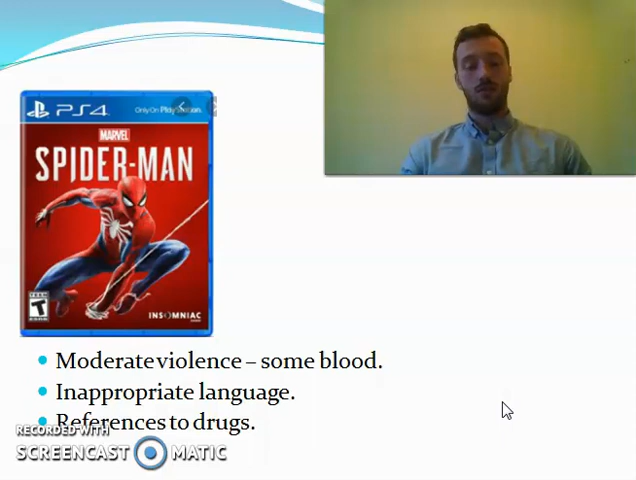 PS4 Only On PlayStation
MARVEL
SPIDER-MAN
TEEN
T
INSOMNIAC
Moderate violence – some blood.
Inappropriate language.
References to drugs.
RECORDED WITH
SCREENCAST MATIC